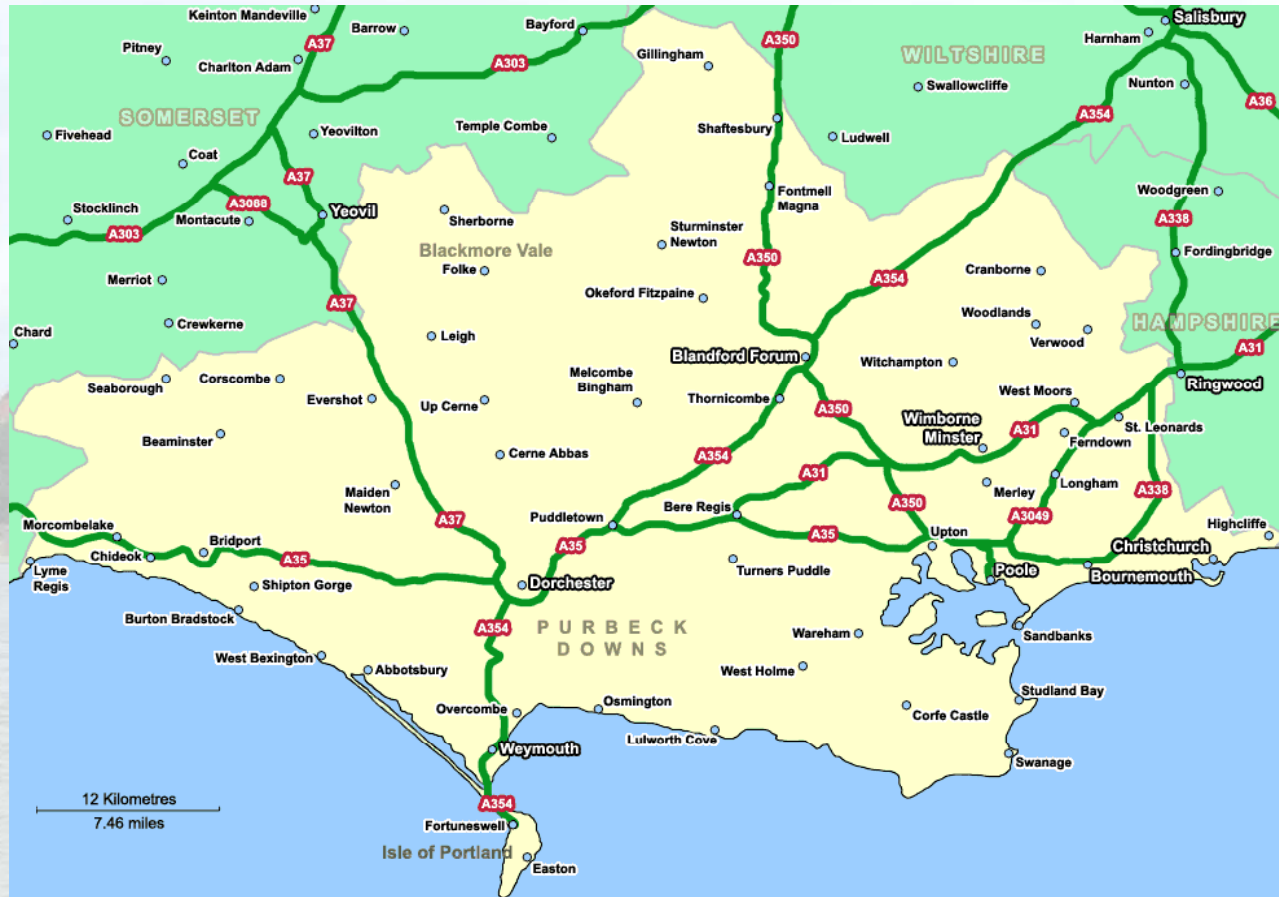 Keinton Mandeville
Salisbury
Barrow
Bayford
A37
A350
Harnham
Pitney
Charlton Adam
Gillingham
WILTSHIRE
A303
Swallowcliffe
Nunton
A36
SOMERSET
A354
Shaftesbury
Fivehead
Yeovilton
Temple Combe
Ludwell
Coat
A37
Fontmell
Magna
Woodgreen
A3088
Stocklinch
Montacute
Yeovil
Sherborne
A338
A303
Sturminster
Newton
Blackmore Vale
A350
Fordingbridge
Folke
Cranborne
Merriot
A354
Okeford Fitzpaine
A37
Crewkerne
Woodlands
HAMPSHIRE
Chard
Leigh
Verwood
A31
Blandford Forum
Witchampton
Melcombe
Bingham
Seaborough
Corscombe
Ringwood
Evershot
Up Cerne
Thornicombe
A350
West Moors
Wimborne
Minster
A31
St. Leonards
Beaminster
Ferndown
Cerne Abbas
A354
A31
Longham
Maiden
Newton
Merley
A338
A350
Bere Regis
A3049
Morcombelake
A37
Puddletown
Highcliffe
Bridport
A35
Upton
Chideok
A35
Christchurch
A35
Lyme
Regis
Turners Puddle
Poole
Bournemouth
Shipton Gorge
Dorchester
Burton Bradstock
A354
PURBECK
DOWNS
Wareham
Sandbanks
West Bexington
Abbotsbury
West Holme
Studland Bay
Overcombe
Osmington
Corfe Castle
Lulworth Cove
Weymouth
Swanage
12 Kilometres
7.46 miles
A354
Fortuneswell
Isle of Portland
Easton